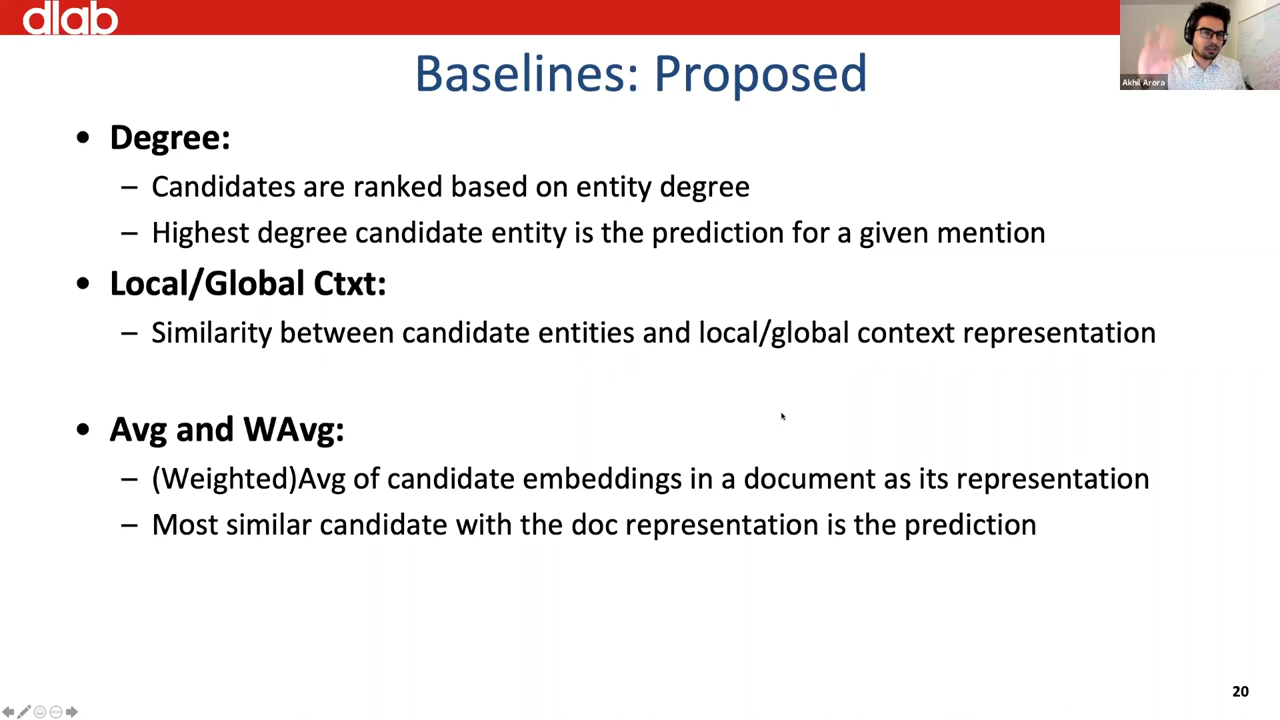 dlab
Akhil Arora
Baselines: Proposed
• Degree:
– Candidates are ranked based on entity degree
– Highest degree candidate entity is the prediction for a given mention
• Local/Global Ctxt:
– Similarity between candidate entities and local/global context representation
• Avg and WAvg:
– (Weighted)Avg of candidate embeddings in a document as its representation
– Most similar candidate with the doc representation is the prediction
20